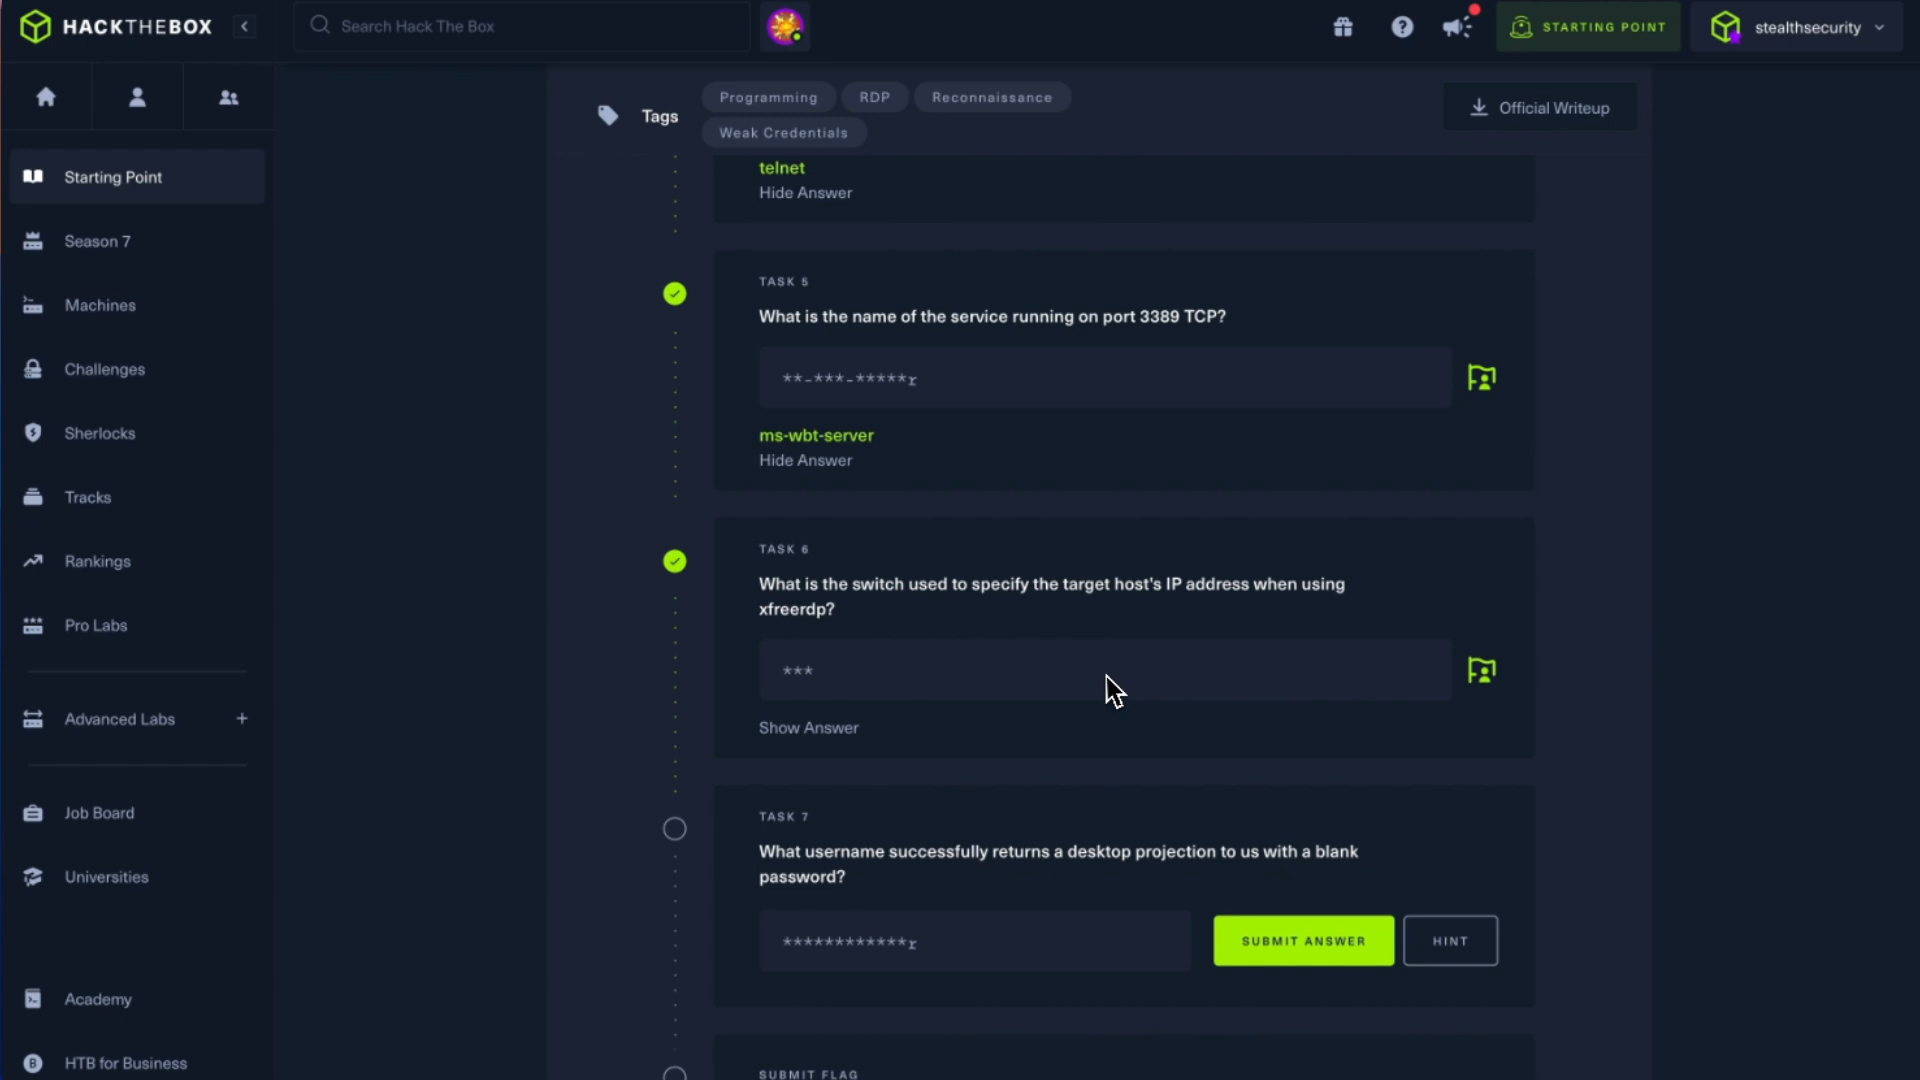 HACKTHEBOX
Search Hack The Box
STARTING POINT
stealthsecurity
Starting Point
Season 7
Machines
Challenges
Sherlocks
Tracks
Rankings
Pro Labs
Advanced Labs +
Job Board
Universities
Academy
HTB for Business
Tags
Programming RDP Reconnaissance
Weak Credentials
Official Writeup
telnet
Hide Answer
TASK 5
What is the name of the service running on port 3389 TCP?
**-***-*****r
ms-wbt-server
Hide Answer
TASK 6
What is the switch used to specify the target host's IP address when using
xfreerdp?
***
Show Answer
TASK 7
What username successfully returns a desktop projection to us with a blank
password?
************r
SUBMIT ANSWER HINT
SUBMIT FLAG